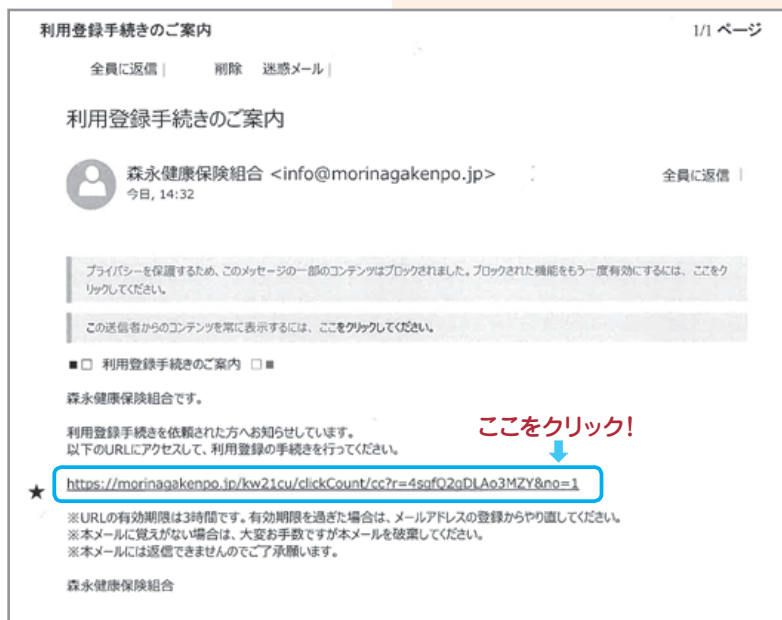 利用登録手続きのご案内 1/1 ページ
全員に返信 | 削除 迷惑メール |
利用登録手続きのご案内
森永健康保険組合 <info@morinagakenpo.jp> 全員に返信 |
今日, 14:32
プライバシーを保護するため、このメッセージの一部のコンテンツはブロックされました。ブロックされた機能をもう一度有効にするには、ここをク
リックしてください。
この送信者からのコンテンツを常に表示するには、ここをクリックしてください。
■□ 利用登録手続きのご案内 □■
森永健康保険組合です。
利用登録手続きを依頼された方へお知らせしています。
以下のURLにアクセスして、利用登録の手続きを行ってください。
ここをクリック!
★ https://morinagakenpo.jp/kw21cu/clickCount/cc?r=4sgfQ2gDLAo3MZY&no=1
※URLの有効期限は3時間です。有効期限を過ぎた場合は、メールアドレスの登録からやり直してください。
※本メールに覚えがない場合は、大変お手数ですが本メールを破棄してください。
※本メールには返信できませんのでご了承願います。
森永健康保険組合